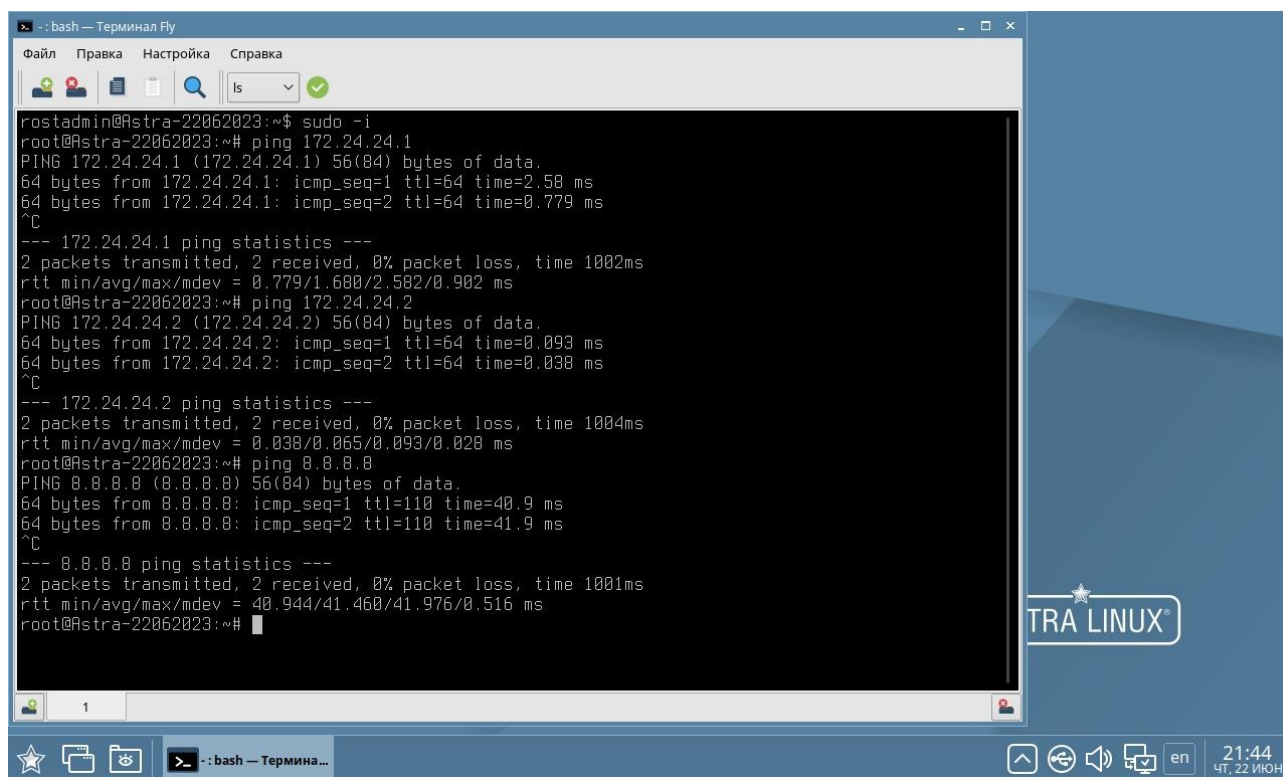 - : bash — Терминал Fly
Файл Правка Настройка Справка
ls
rostadmin@Astra-22062023:~$ sudo -i
root@Astra-22062023:~# ping 172.24.24.1
PING 172.24.24.1 (172.24.24.1) 56(84) bytes of data.
64 bytes from 172.24.24.1: icmp_seq=1 ttl=64 time=2.58 ms
64 bytes from 172.24.24.1: icmp_seq=2 ttl=64 time=0.779 ms
^C
--- 172.24.24.1 ping statistics ---
2 packets transmitted, 2 received, 0% packet loss, time 1002ms
rtt min/avg/max/mdev = 0.779/1.680/2.582/0.902 ms
root@Astra-22062023:~# ping 172.24.24.2
PING 172.24.24.2 (172.24.24.2) 56(84) bytes of data.
64 bytes from 172.24.24.2: icmp_seq=1 ttl=64 time=0.093 ms
64 bytes from 172.24.24.2: icmp_seq=2 ttl=64 time=0.038 ms
^C
--- 172.24.24.2 ping statistics ---
2 packets transmitted, 2 received, 0% packet loss, time 1004ms
rtt min/avg/max/mdev = 0.038/0.065/0.093/0.028 ms
root@Astra-22062023:~# ping 8.8.8.8
PING 8.8.8.8 (8.8.8.8) 56(84) bytes of data.
64 bytes from 8.8.8.8: icmp_seq=1 ttl=110 time=40.9 ms
64 bytes from 8.8.8.8: icmp_seq=2 ttl=110 time=41.9 ms
^C
--- 8.8.8.8 ping statistics ---
2 packets transmitted, 2 received, 0% packet loss, time 1001ms
rtt min/avg/max/mdev = 40.944/41.460/41.976/0.516 ms
root@Astra-22062023:~#
TRA LINUX®
1
- : bash — Термина...
en
21:44
ЧТ, 22 ИЮН